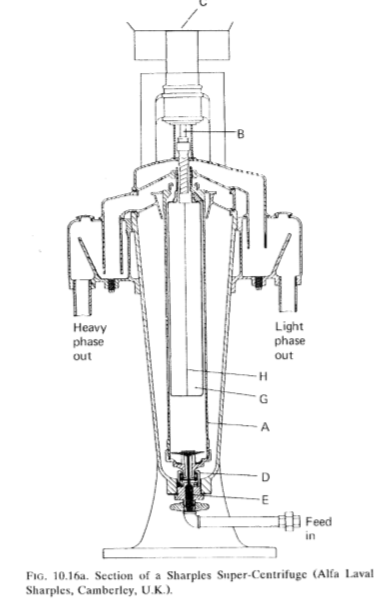 C
B
Heavy
phase
out
Light
phase
out
H
G
A
D
E
Feed
in
FIG. 10.16a. Section of a Sharples Super-Centrifuge (Alfa Laval
Sharples, Camberley, U.K.).